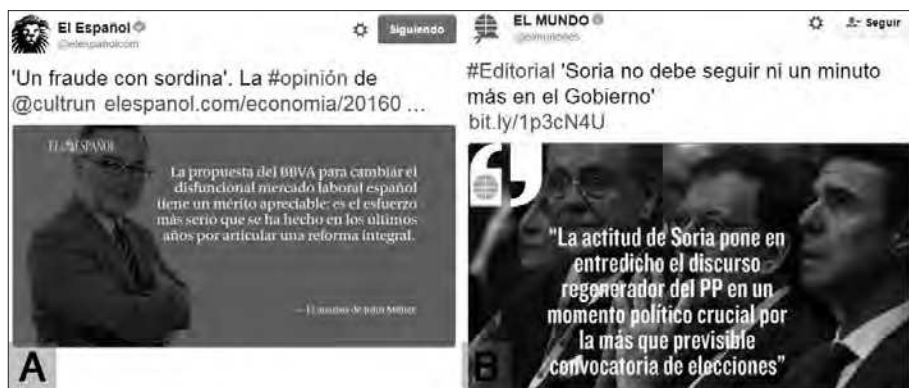 El Español
@elespanolcom
Siguiendo
'Un fraude con sordina'. La #opinión de
@cultrun elespanol.com/economia/20160 ...
EL ESPAÑOL
La propuesta del BBVA para cambiar el
disfuncional mercado laboral español
tiene un mérito apreciable: es el esfuerzo
más serio que se ha hecho en los últimos
años por articular una reforma integral.
de John Müller
A
EL MUNDO
@elmundoes
Seguir
#Editorial 'Soria no debe seguir ni un minuto
más en el Gobierno'
bit.ly/1p3cN4U
"La actitud de Soria pone en
entredicho el discurso
regenerador del PP en un
momento político crucial por
la más que previsible
convocatoria de elecciones"
B